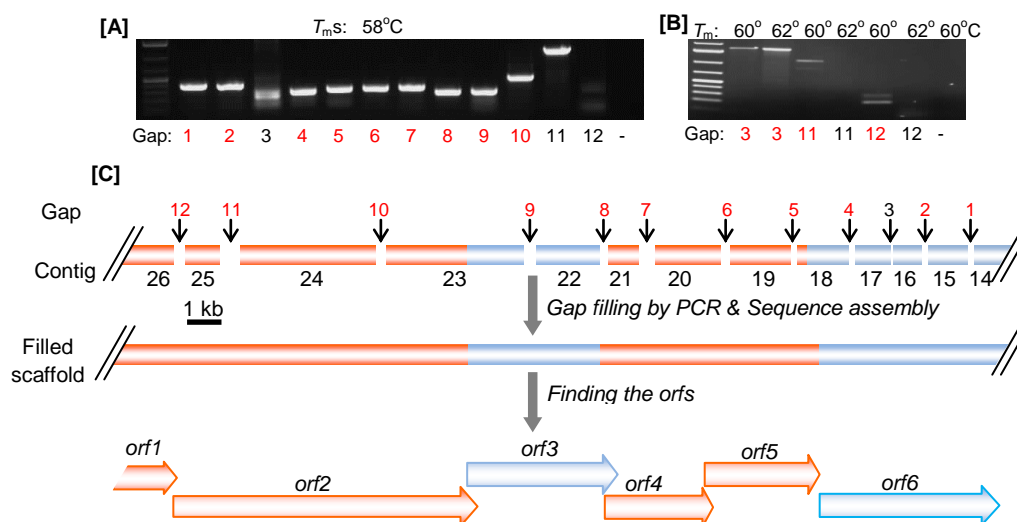 [A]
Tms: 58°C
Gap: 1 2 3 4 5 6 7 8 9 10 11 12 -
[B]
Tm: 60° 62° 60° 62° 60° 62° 60°C
Gap: 3 3 11 11 12 12 -
[C]
Gap 12 11 10 9 8 7 6 5 4 3 2 1
Contig
26 25 24 23 22 21 20 19 18 17 16 15 14
1 kb
Gap filling by PCR & Sequence assembly
Filled
scaffold
Finding the orfs
orf1 orf2 orf3 orf4 orf5 orf6